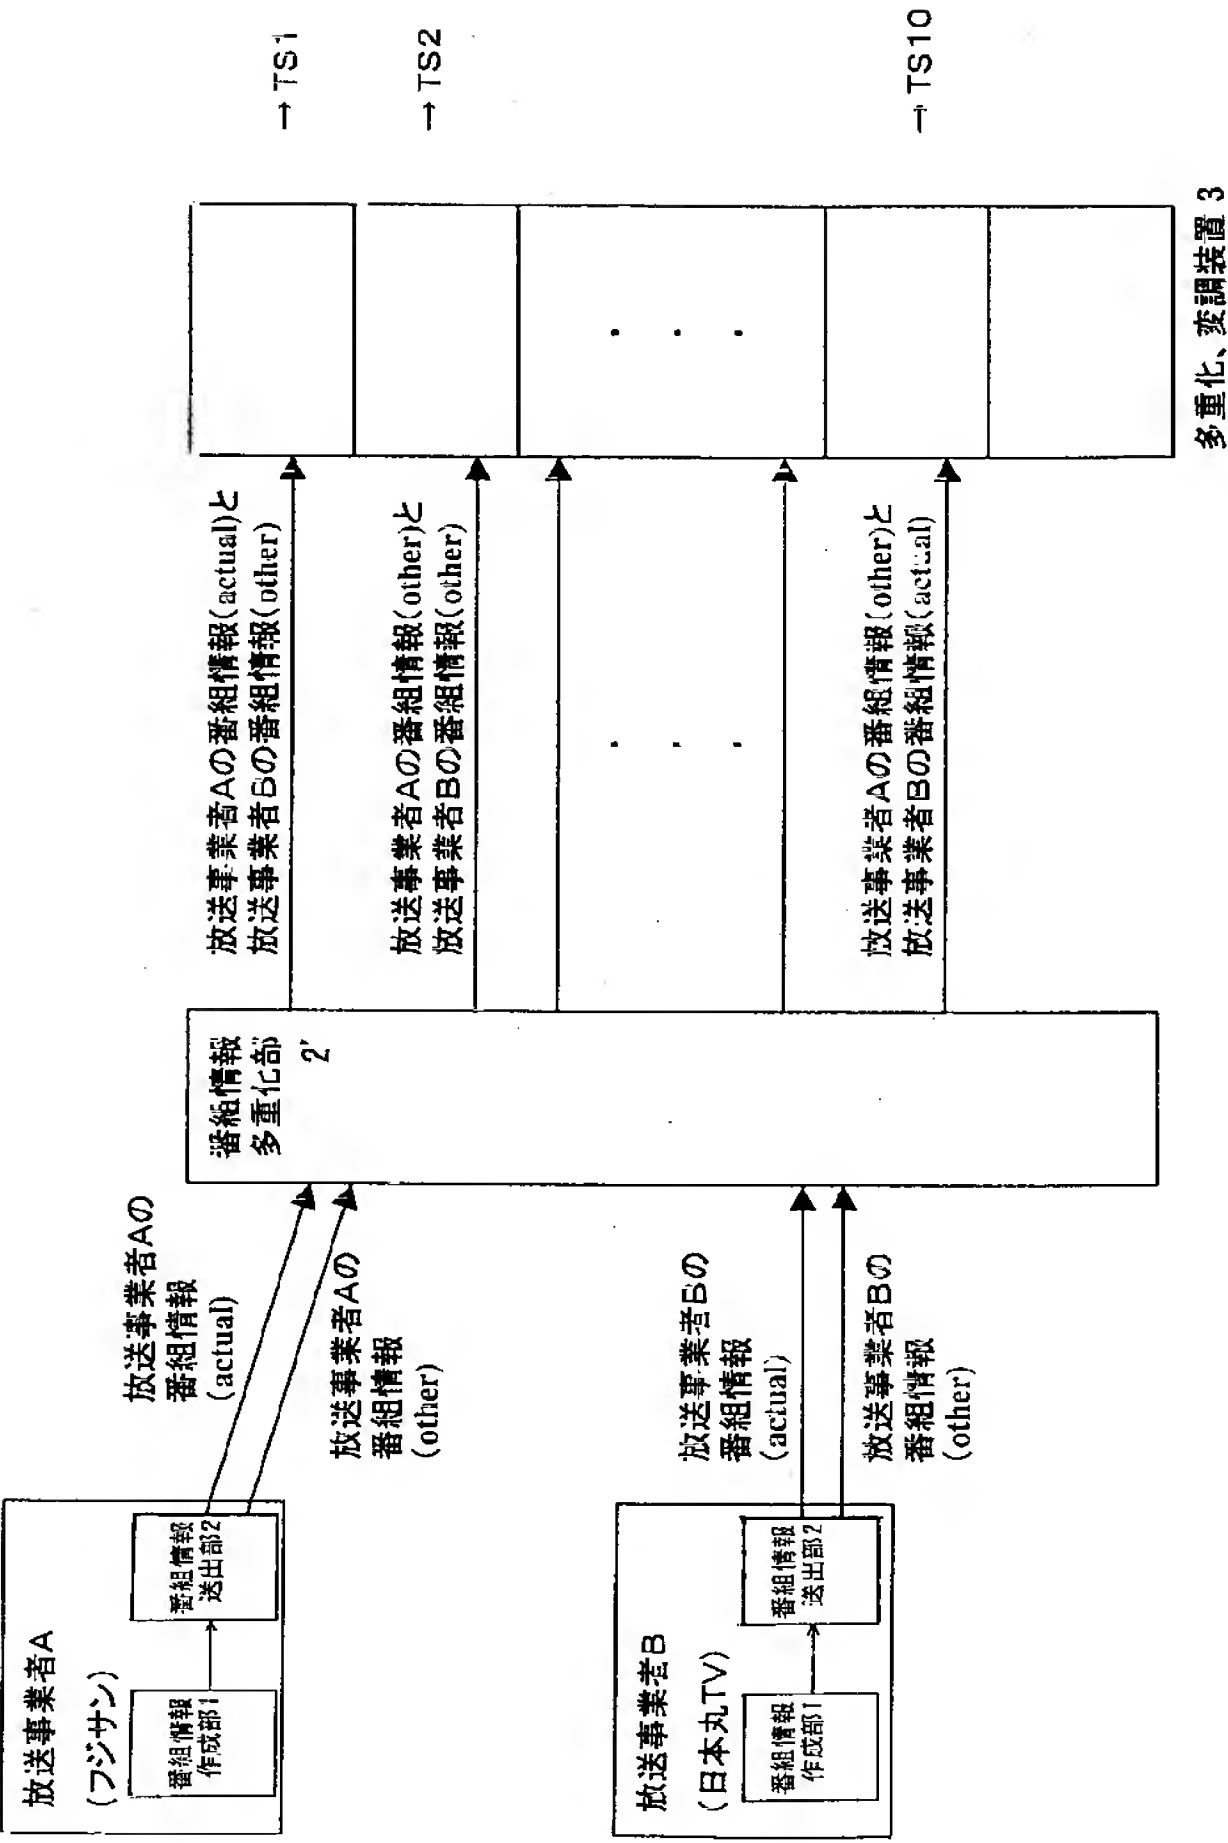 放送事業者A
(フジサン)
番組情報
作成部1
番組情報
送出部2
放送事業者Aの
番組情報
(actual)
放送事業者Aの
番組情報
(other)
放送事業者B
(日本丸TV)
番組情報
作成部1
番組情報
送出部2
放送事業者Bの
番組情報
(actual)
放送事業者Bの
番組情報
(other)
番組情報
多重化部
2′
放送事業者Aの番組情報(actual)と
放送事業者Bの番組情報(other)
放送事業者Aの番組情報(other)と
放送事業者Bの番組情報(other)
・ ・ ・
放送事業者Aの番組情報(other)と
放送事業者Bの番組情報(actual)
・ ・ ・
多重化、変調装置 3
→ TS1
→ TS2
→ TS10